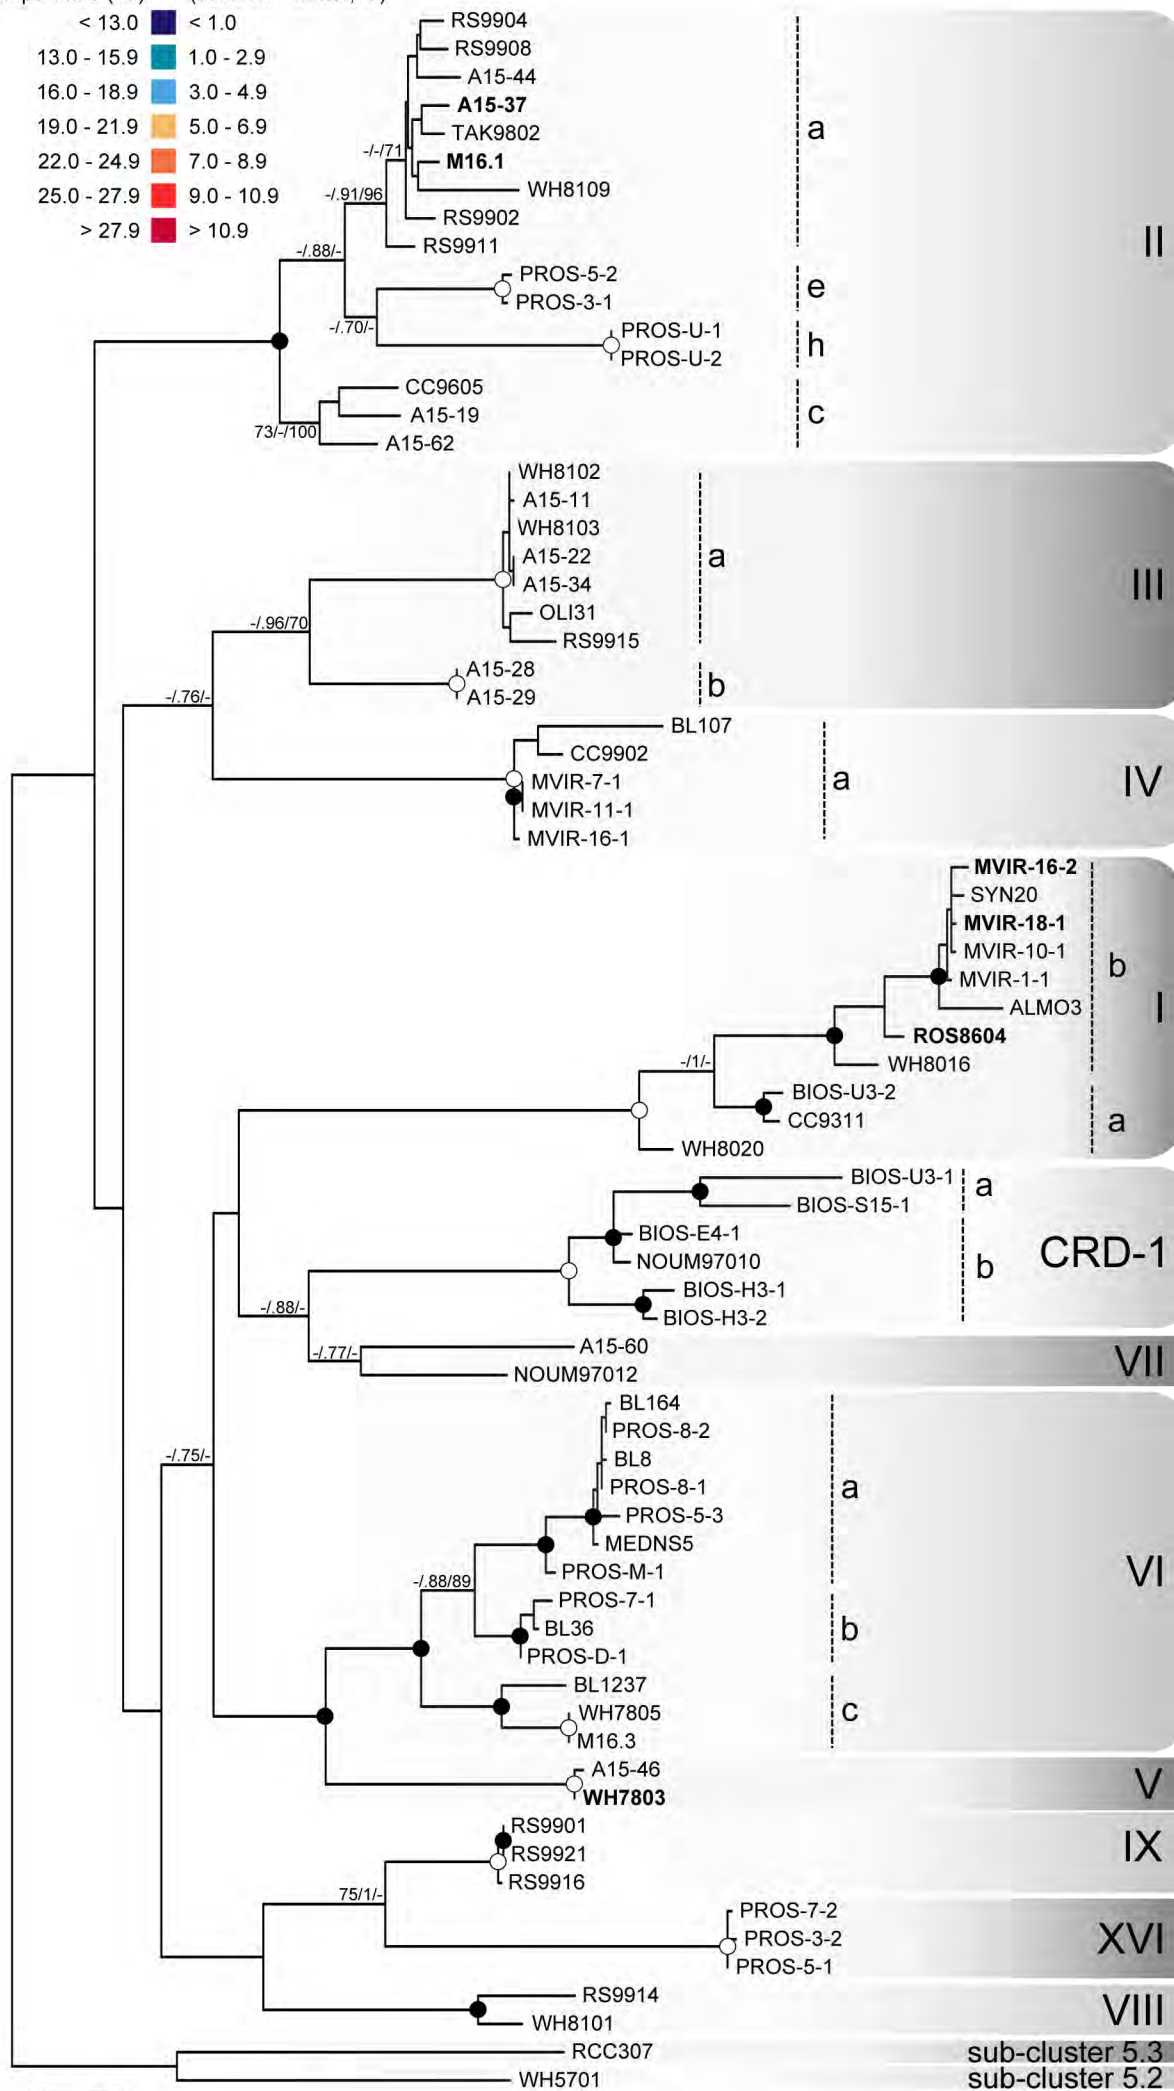 < 13.0 < 1.0
13.0 - 15.9 1.0 - 2.9
16.0 - 18.9 3.0 - 4.9
19.0 - 21.9 5.0 - 6.9
22.0 - 24.9 7.0 - 8.9
25.0 - 27.9 9.0 - 10.9
> 27.9 > 10.9
RS9904
RS9908
A15-44
A15-37
a
TAK9802
-/-/71
M16.1
-/.91/96
WH8109
RS9902
II
RS9911
-/.88/-
PROS-5-2
e
PROS-3-1
-/.70/-
PROS-U-1
h
PROS-U-2
CC9605
c
A15-19
73/-/100
A15-62
WH8102
A15-11
WH8103
A15-22
a
III
A15-34
OLI31
-/.96/70
RS9915
A15-28
b
A15-29
-/.76/-
BL107
CC9902
MVIR-7-1
a
IV
MVIR-11-1
MVIR-16-1
MVIR-16-2
SYN20
MVIR-18-1
MVIR-10-1
b
MVIR-1-1
ALMO3
I
ROS8604
-/1/-
WH8016
BIOS-U3-2
CC9311
a
WH8020
BIOS-U3-1
a
BIOS-S15-1
BIOS-E4-1
CRD-1
NOUM97010
b
BIOS-H3-1
-/.88/-
BIOS-H3-2
A15-60
-/.77/-
VII
NOUM97012
BL164
PROS-8-2
-/.75/-
BL8
PROS-8-1
a
PROS-5-3
MEDNS5
PROS-M-1
VI
-/.88/89
PROS-7-1
BL36
b
PROS-D-1
BL1237
WH7805
c
M16.3
A15-46
V
WH7803
RS9901
IX
RS9921
RS9916
75/1/-
PROS-7-2
PROS-3-2
XVI
PROS-5-1
RS9914
VIII
WH8101
RCC307
sub-cluster 5.3
WH5701
sub-cluster 5.2